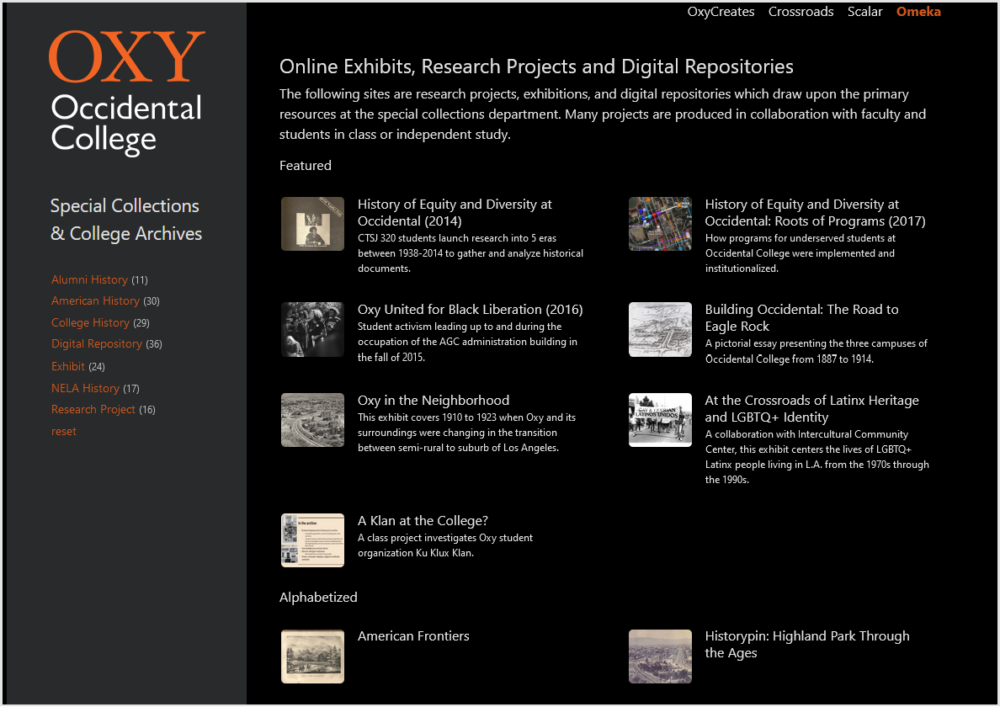 OxyCreates Crossroads Scalar Omeka
OXY
Occidental
College
Special Collections
& College Archives
Alumni History (11)
American History (30)
College History (29)
Digital Repository (36)
Exhibit (24)
NELA History (17)
Research Project (16)
reset
Online Exhibits, Research Projects and Digital Repositories
The following sites are research projects, exhibitions, and digital repositories which draw upon the primary
resources at the special collections department. Many projects are produced in collaboration with faculty and
students in class or independent study.
Featured
History of Equity and Diversity at
Occidental (2014)
CTSJ 320 students launch research into 5 eras
between 1938-2014 to gather and analyze historical
documents.
History of Equity and Diversity at
Occidental: Roots of Programs (2017)
How programs for underserved students at
Occidental College were implemented and
institutionalized.
Oxy United for Black Liberation (2016)
Student activism leading up to and during the
occupation of the AGC administration building in
the fall of 2015.
Building Occidental: The Road to
Eagle Rock
A pictorial essay presenting the three campuses of
Occidental College from 1887 to 1914.
Oxy in the Neighborhood
This exhibit covers 1910 to 1923 when Oxy and its
surroundings were changing in the transition
between semi-rural to suburb of Los Angeles.
GAY & LESBIAN
LATINOS UNIDOS
At the Crossroads of Latinx Heritage
and LGBTQ+ Identity
A collaboration with Intercultural Community
Center, this exhibit centers the lives of LGBTQ+
Latinx people living in L.A. from the 1970s through
the 1990s.
In the archive
A Klan at the College?
A class project investigates Oxy student
organization Ku Klux Klan.
Alphabetized
American Frontiers
Historypin: Highland Park Through
the Ages